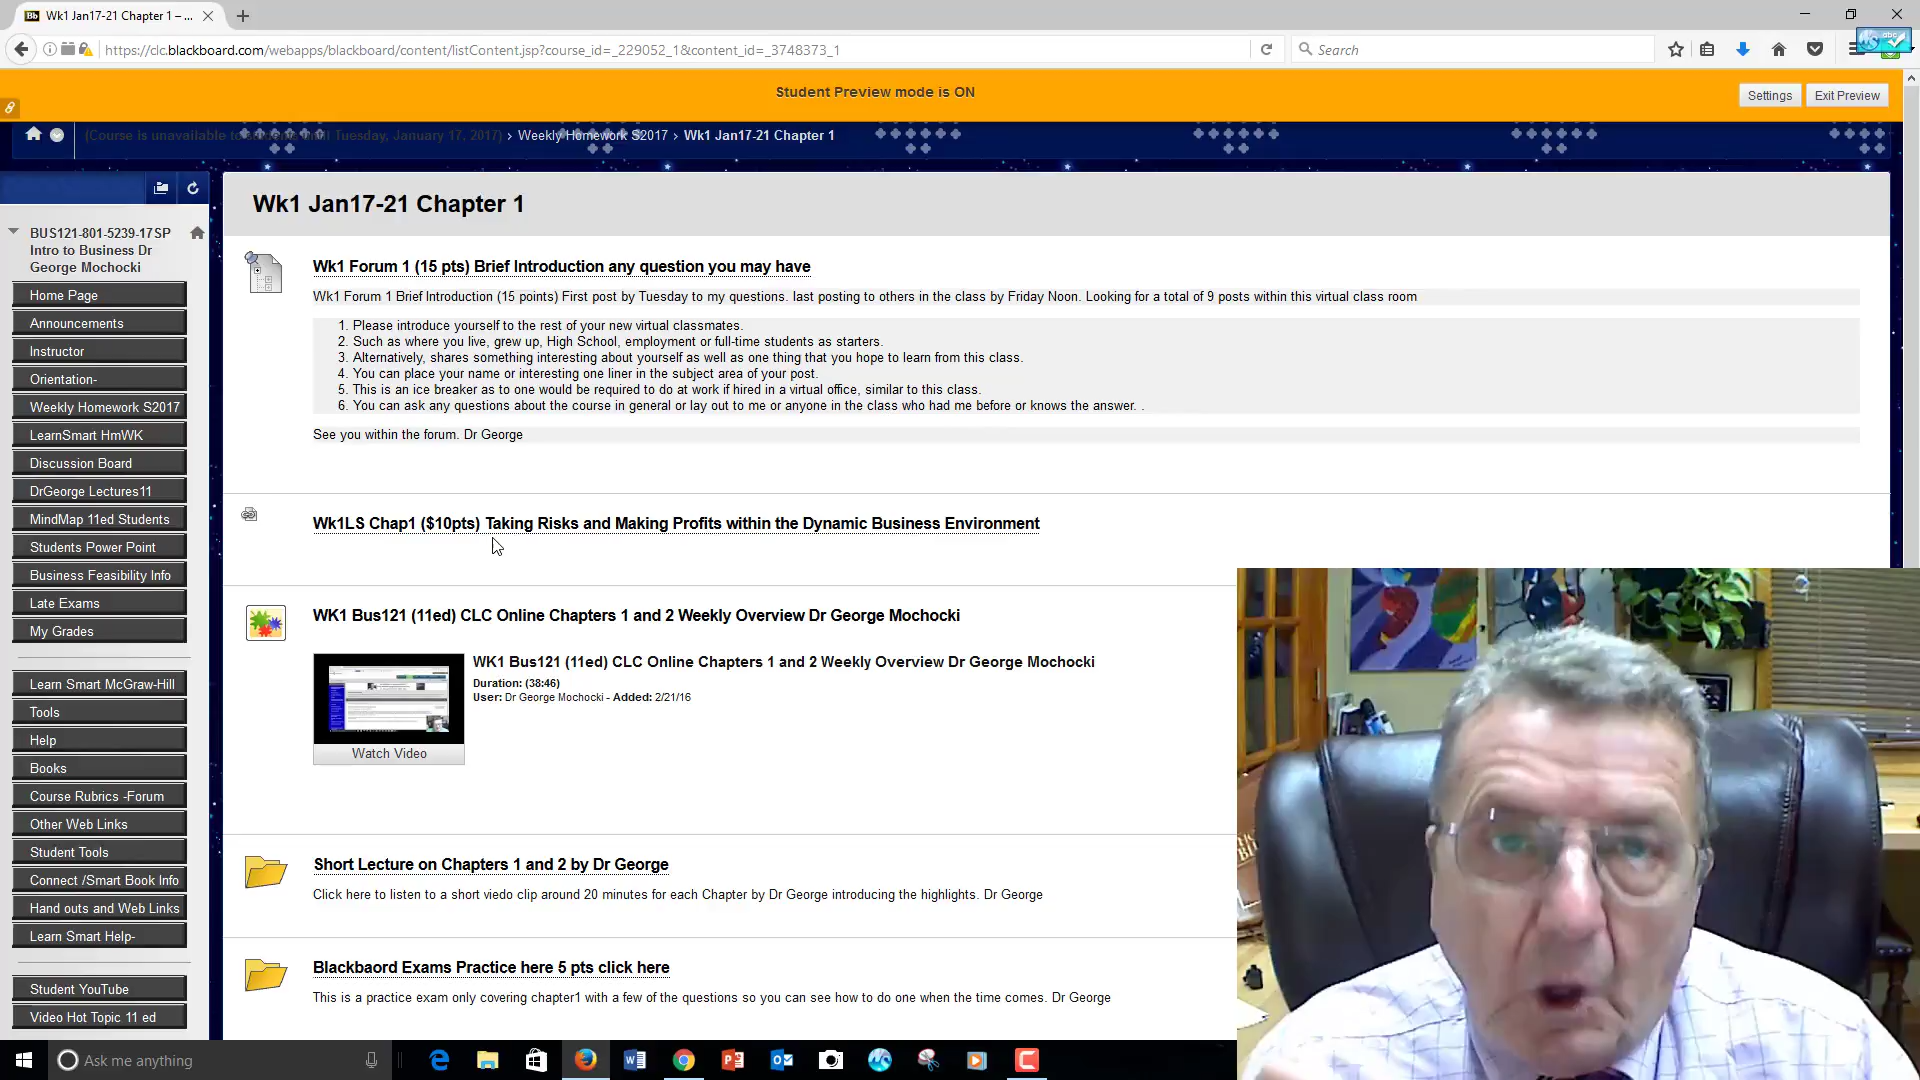 Wk1 Jan17-21 Chapter 1 – ...
https://clc.blackboard.com/webapps/blackboard/content/listContent.jsp?course_id=_229052_1&content_id=_3748373_1
Search
abc
Student Preview mode is ON
Settings
Exit Preview
(Course is unavailable to students until Tuesday, January 17, 2017) > Weekly Homework S2017 > Wk1 Jan17-21 Chapter 1
BUS121-801-5239-17SP
Intro to Business Dr
George Mochocki
Home Page
Announcements
Instructor
Orientation-
Weekly Homework S2017
LearnSmart HmWK
Discussion Board
DrGeorge Lectures11
MindMap 11ed Students
Students Power Point
Business Feasibility Info
Late Exams
My Grades
Learn Smart McGraw-Hill
Tools
Help
Books
Course Rubrics -Forum
Other Web Links
Student Tools
Connect /Smart Book Info
Hand outs and Web Links
Learn Smart Help-
Student YouTube
Video Hot Topic 11 ed
Wk1 Jan17-21 Chapter 1
Wk1 Forum 1 (15 pts) Brief Introduction any question you may have
Wk1 Forum 1 Brief Introduction (15 points) First post by Tuesday to my questions. last posting to others in the class by Friday Noon. Looking for a total of 9 posts within this virtual class room
1. Please introduce yourself to the rest of your new virtual classmates.
2. Such as where you live, grew up, High School, employment or full-time students as starters.
3. Alternatively, shares something interesting about yourself as well as one thing that you hope to learn from this class.
4. You can place your name or interesting one liner in the subject area of your post.
5. This is an ice breaker as to one would be required to do at work if hired in a virtual office, similar to this class.
6. You can ask any questions about the course in general or lay out to me or anyone in the class who had me before or knows the answer. .
See you within the forum. Dr George
Wk1LS Chap1 ($10pts) Taking Risks and Making Profits within the Dynamic Business Environment
WK1 Bus121 (11ed) CLC Online Chapters 1 and 2 Weekly Overview Dr George Mochocki
WK1 Bus121 (11ed) CLC Online Chapters 1 and 2 Weekly Overview Dr George Mochocki
Duration: (38:46)
User: Dr George Mochocki - Added: 2/21/16
Watch Video
Short Lecture on Chapters 1 and 2 by Dr George
Click here to listen to a short viedo clip around 20 minutes for each Chapter by Dr George introducing the highlights. Dr George
Blackbaord Exams Practice here 5 pts click here
This is a practice exam only covering chapter1 with a few of the questions so you can see how to do one when the time comes. Dr George
Ask me anything